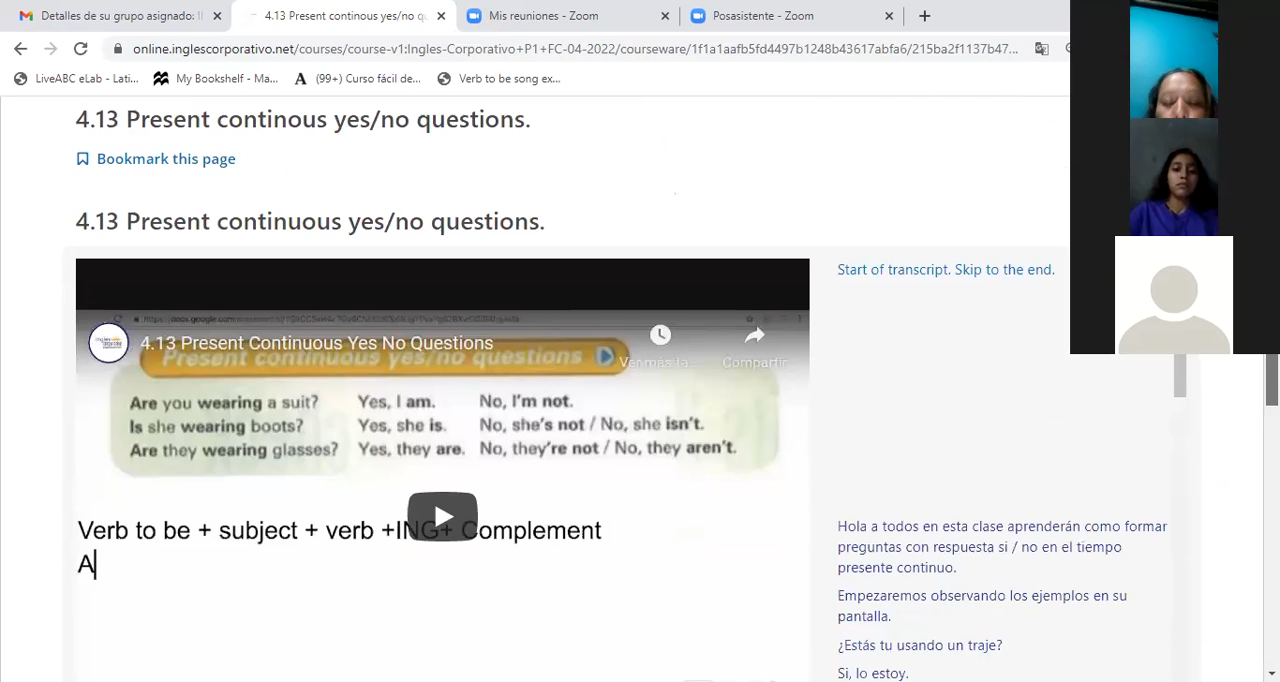 Detalles de su grupo asignado: I
4.13 Present continous yes/no qu
Mis reuniones - Zoom
Posasistente - Zoom
online.inglescorporativo.net/courses/course-v1:Ingles-Corporativo+P1+FC-04-2022/courseware/1f1a1aafb5fd4497b1248b43617abfa6/215ba2f1137b47...
LiveABC eLab - Lati...
My Bookshelf - Ma...
(99+) Curso fácil de...
Verb to be song ex...
4.13 Present continous yes/no questions.
Bookmark this page
4.13 Present continuous yes/no questions.
Start of transcript. Skip to the end.
4.13 Present Continuous Yes No Questions
Present continuous yes/no questions
Ver más ta...
Compartir
Are you wearing a suit? Yes, I am. No, I'm not.
Is she wearing boots? Yes, she is. No, she's not / No, she isn't.
Are they wearing glasses? Yes, they are. No, they're not / No, they aren't.
Verb to be + subject + verb +ING+ Complement
A
Hola a todos en esta clase aprenderán como formar
preguntas con respuesta si / no en el tiempo
presente continuo.
Empezaremos observando los ejemplos en su
pantalla.
¿Estás tu usando un traje?
Si, lo estoy.